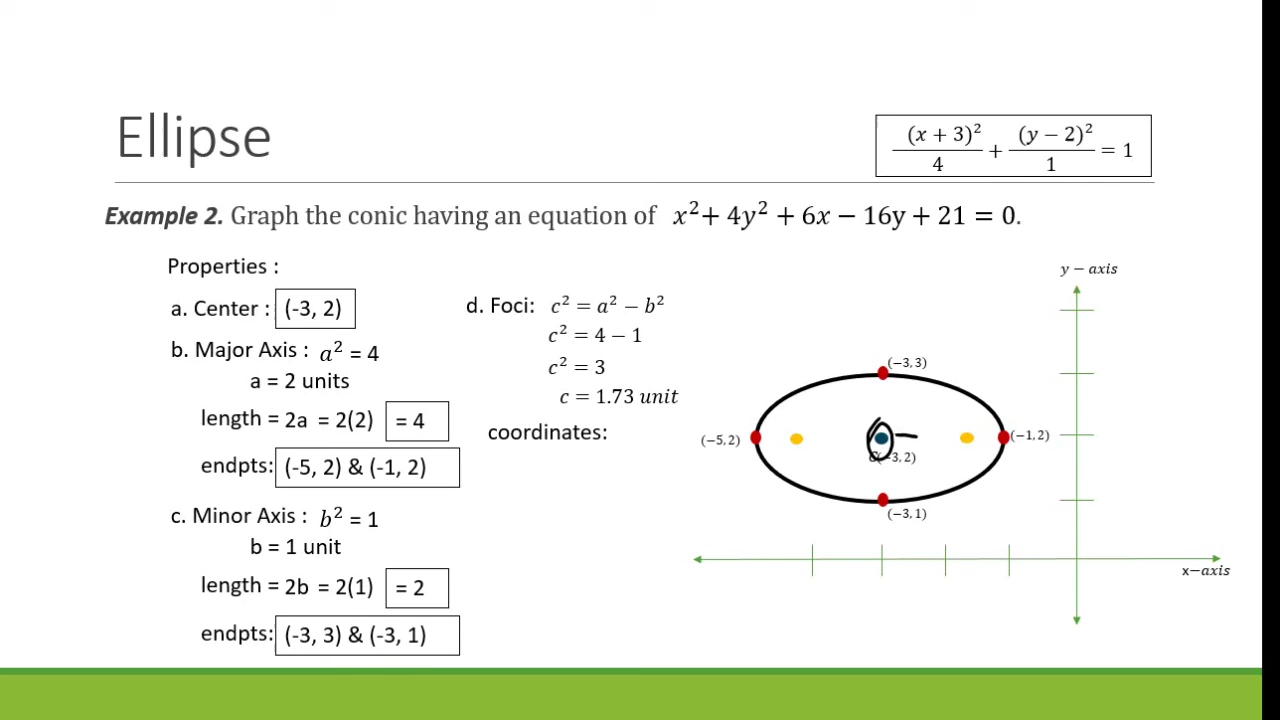 Ellipse
(x + 3)²/4 + (y − 2)²/1 = 1
Example 2. Graph the conic having an equation of x² + 4y² + 6x − 16y + 21 = 0.
Properties :
a. Center : (-3, 2)
b. Major Axis : a² = 4
a = 2 units
length = 2a = 2(2) = 4
endpts: (-5, 2) & (-1, 2)
c. Minor Axis : b² = 1
b = 1 unit
length = 2b = 2(1) = 2
endpts: (-3, 3) & (-3, 1)
d. Foci: c² = a² − b²
c² = 4 − 1
c² = 3
c = 1.73 unit
coordinates:
y − axis
(−3, 3)
(−5, 2)
(−1, 2)
C(−3, 2)
(−3, 1)
x−axis